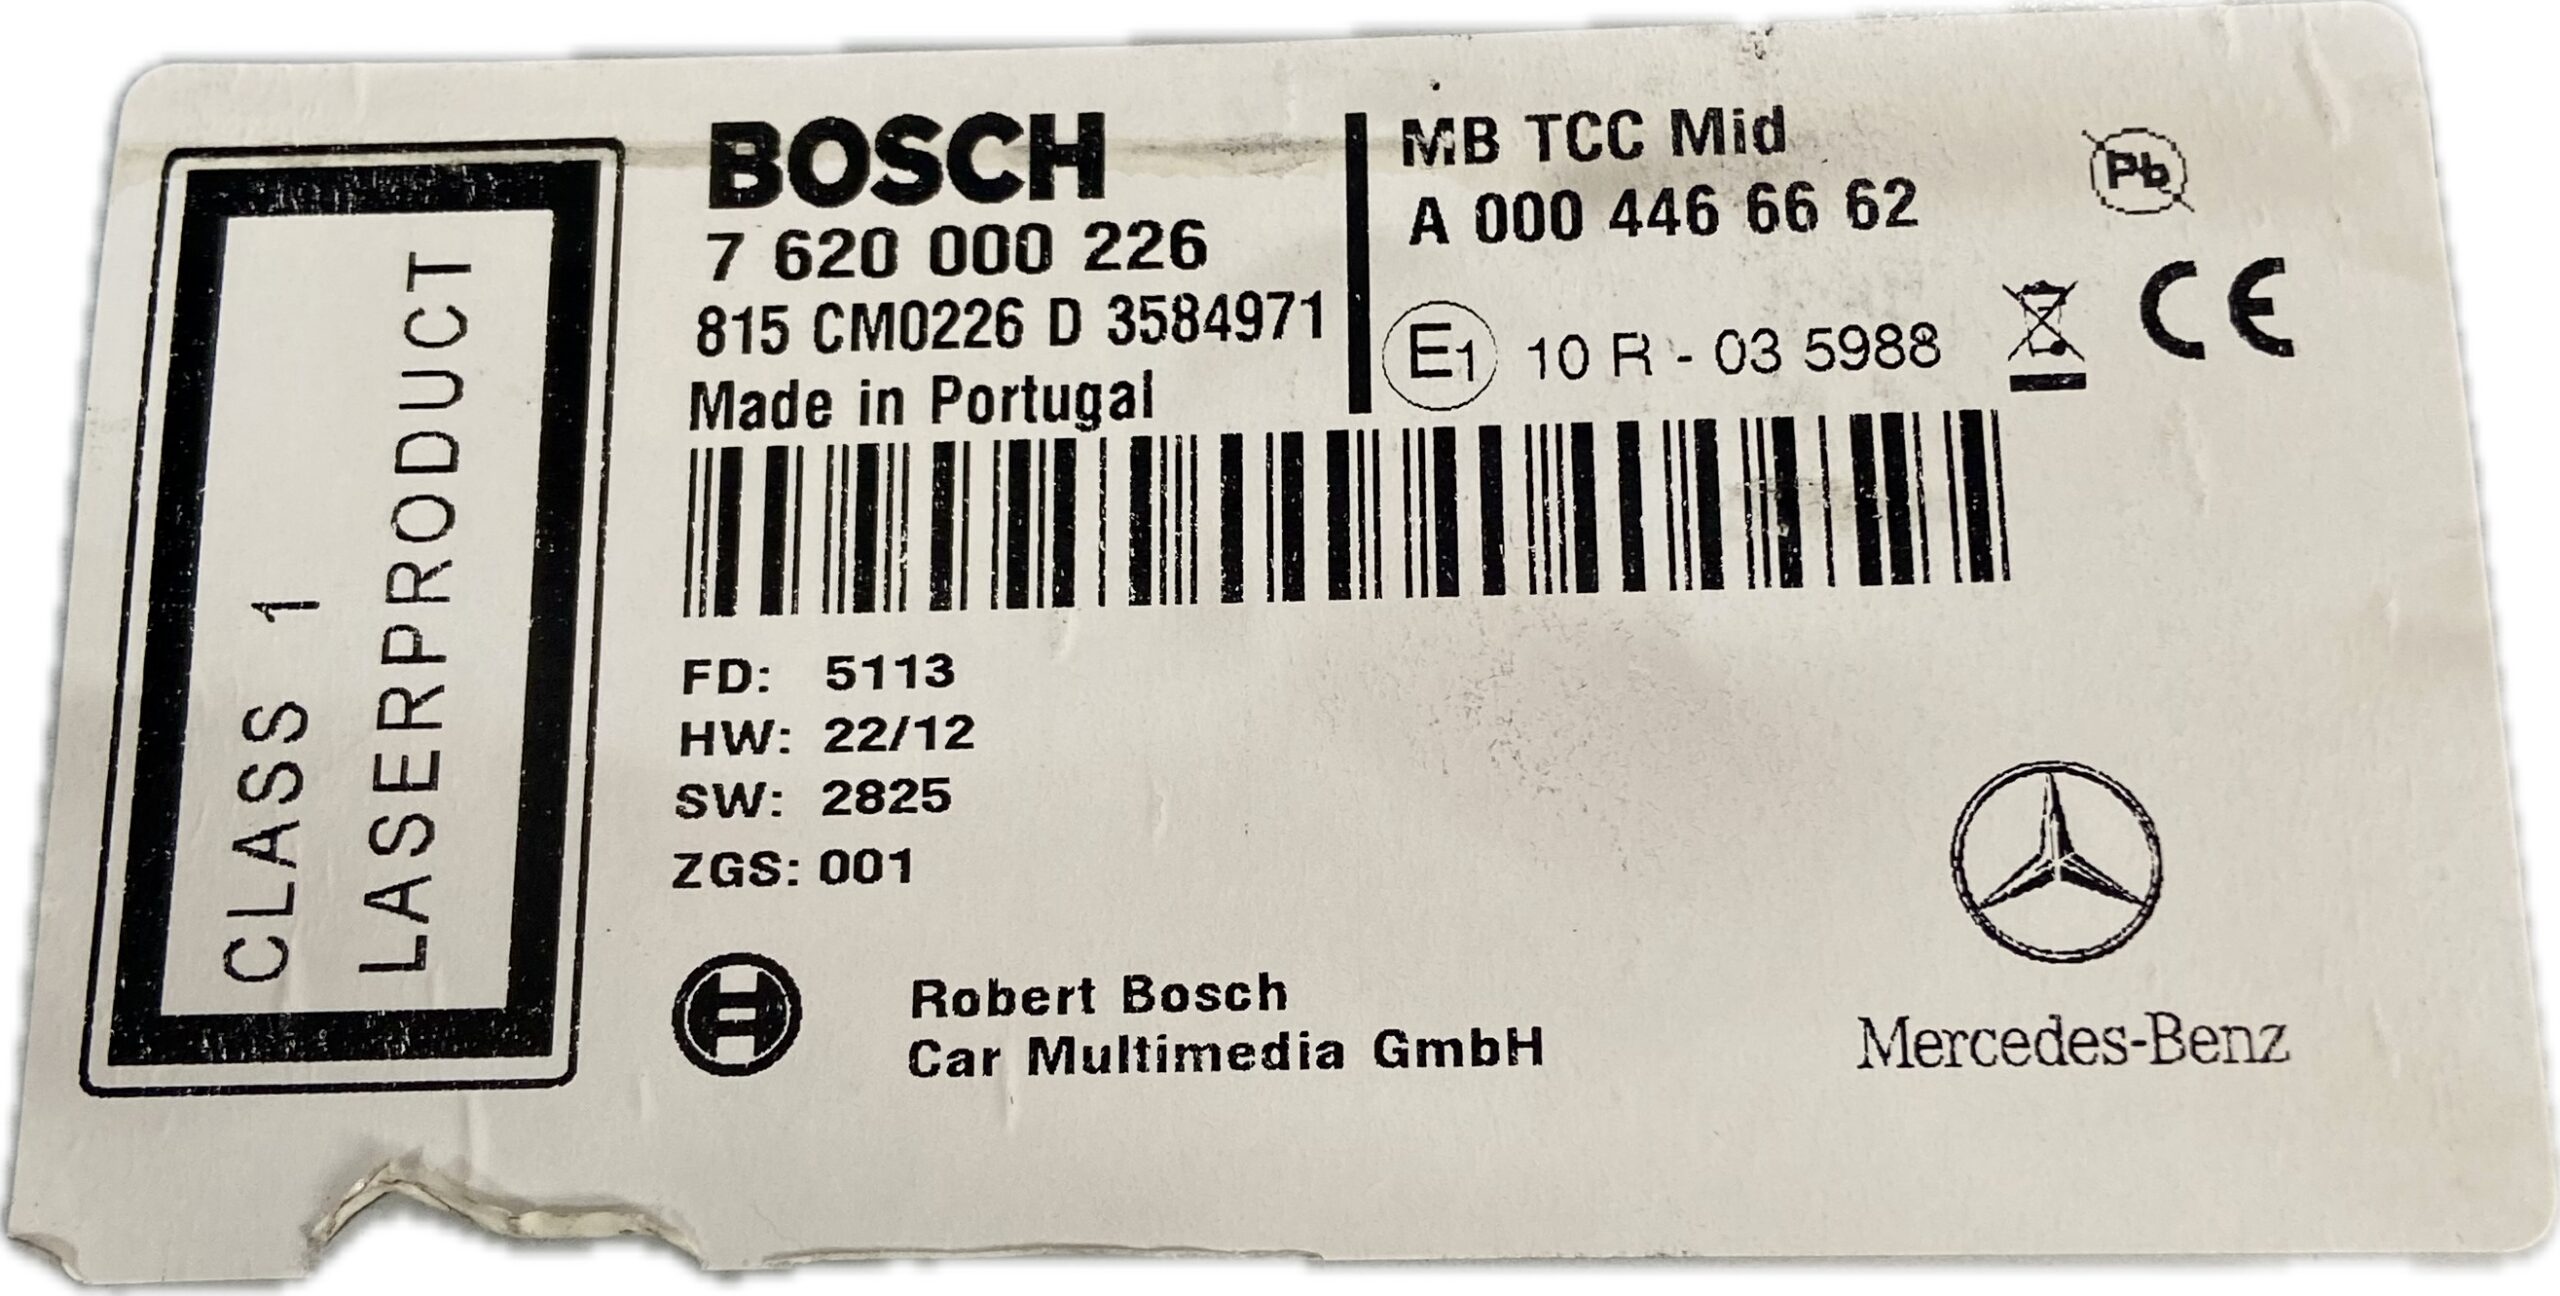 CLASS 1
LASERPRODUCT
BOSCH
7 620 000 226
815 CM0226 D 3584971
Made in Portugal
MB TCC Mid
A 000 446 66 62
E1 10 R - 03 5988
Pb
CE
FD: 5113
HW: 22/12
SW: 2825
ZGS: 001
Robert Bosch
Car Multimedia GmbH
Mercedes-Benz